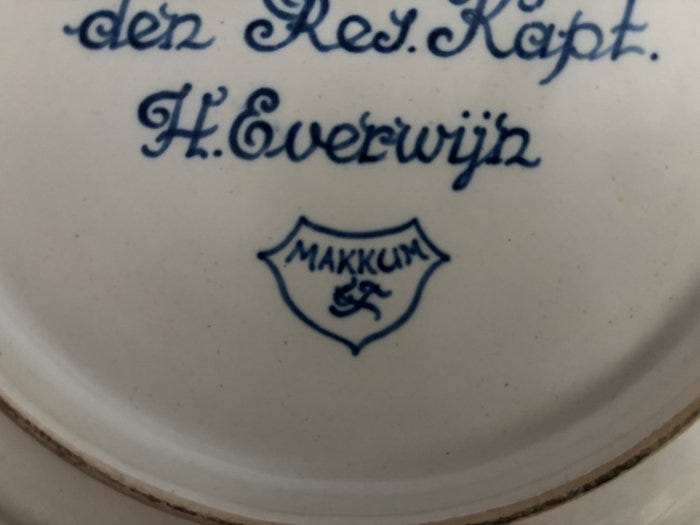 den Res. Kapt.
H. Everwijn
MAKKUM